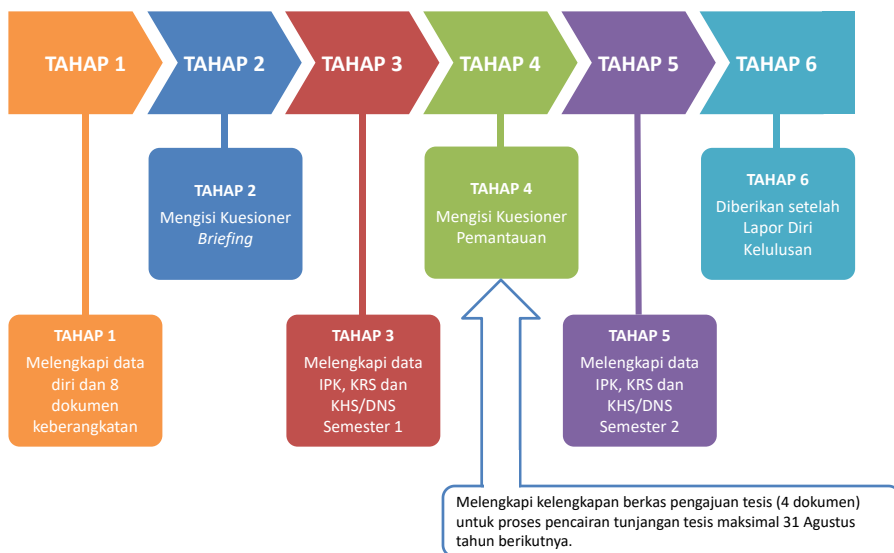 TAHAP 1
TAHAP 2
TAHAP 3
TAHAP 4
TAHAP 5
TAHAP 6
TAHAP 2
Mengisi Kuesioner
Briefing
TAHAP 4
Mengisi Kuesioner
Pemantauan
TAHAP 6
Diberikan setelah
Lapor Diri
Kelulusan
TAHAP 1
Melengkapi data
diri dan 8
dokumen
keberangkatan
TAHAP 3
Melengkapi data
IPK, KRS dan
KHS/DNS
Semester 1
TAHAP 5
Melengkapi data
IPK, KRS dan
KHS/DNS
Semester 2
Melengkapi kelengkapan berkas pengajuan tesis (4 dokumen)
untuk proses pencairan tunjangan tesis maksimal 31 Agustus
tahun berikutnya.